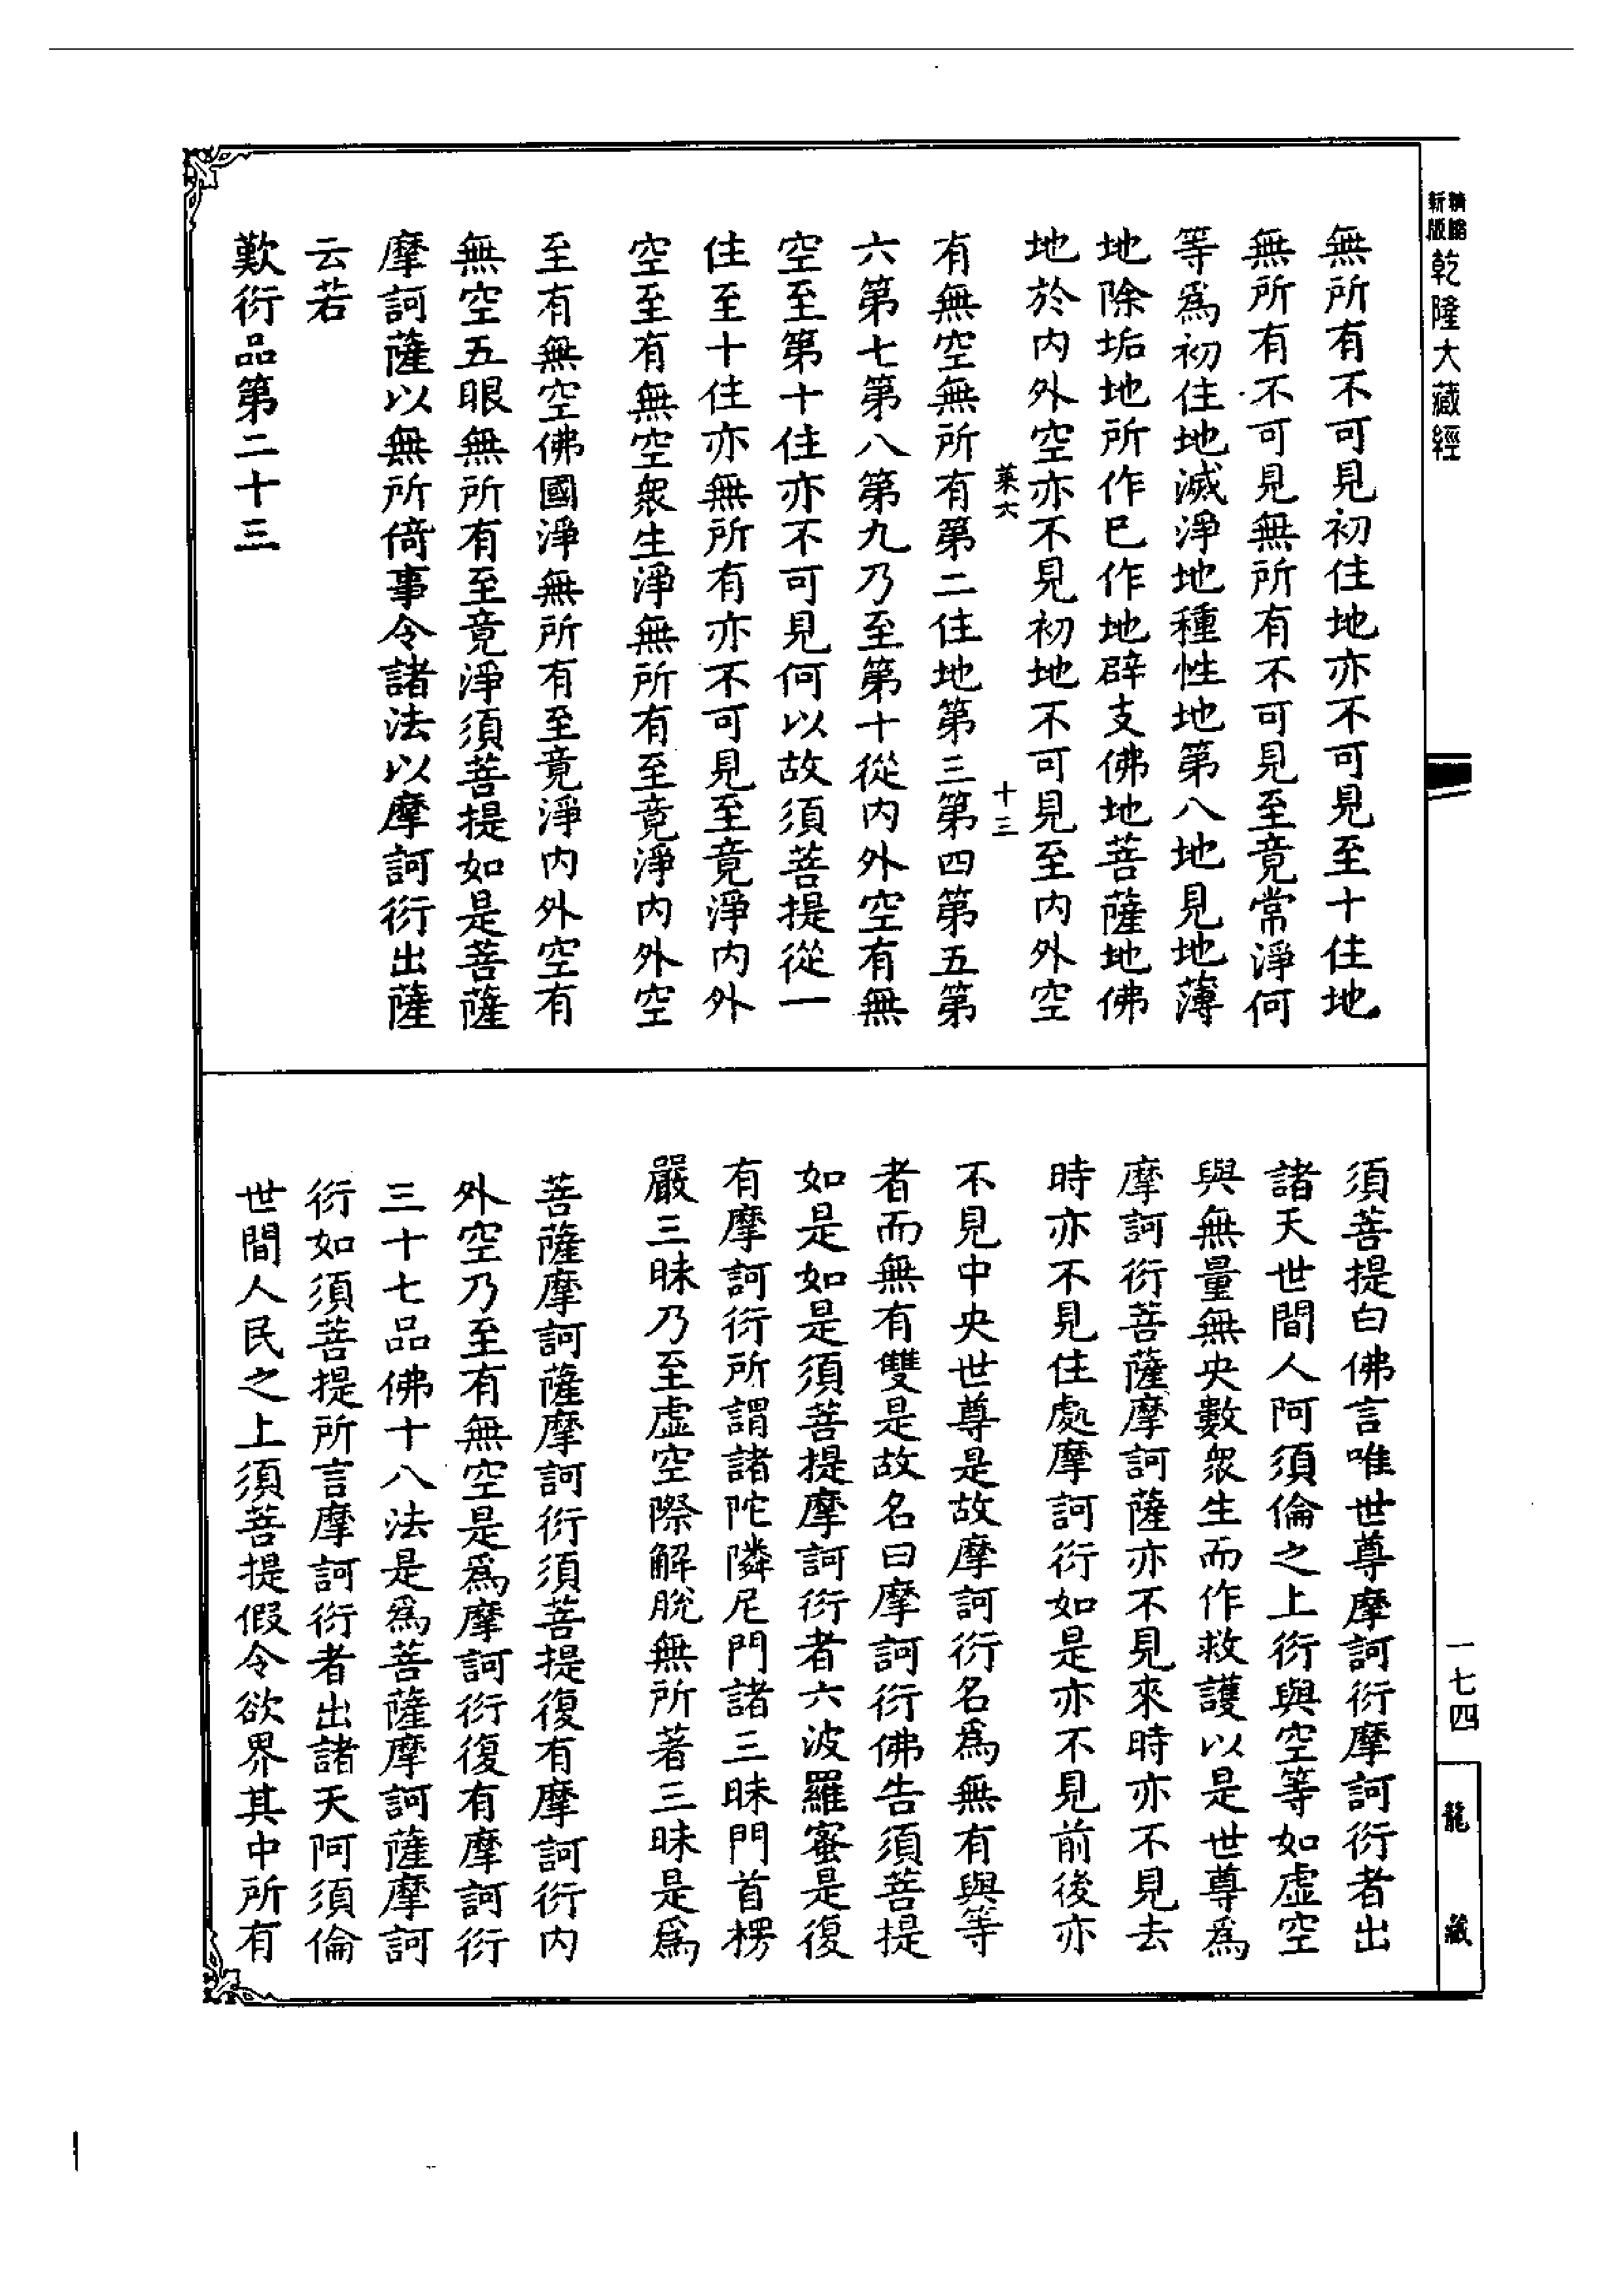 精縮新版乾隆大藏經
無所有不可見初住地亦不可見至十住地
無所有不可見無所有不可見至竟常淨何
等爲初住地滅淨地種性地第八地見地薄
地除垢地所作已作地辟支佛地菩薩地佛
地於内外空亦不見初地不可見至内外空
菓六 十三
有無空無所有第二住地第三第四第五第
六第七第八第九乃至第十從内外空有無
空至第十住亦不可見何以故須菩提從一
住至十住亦無所有亦不可見至竟淨内外
空至有無空衆生淨無所有至竟淨内外空
至有無空佛國淨無所有至竟淨内外空有
無空五眼無所有至竟淨須菩提如是菩薩
摩訶薩以無所倚事令諸法以摩訶衍出薩
云若
歎衍品第二十三
須菩提白佛言唯世尊摩訶衍摩訶衍者出
諸天世間人阿須倫之上衍與空等如虛空
與無量無央數衆生而作救護以是世尊爲
摩訶衍菩薩摩訶薩亦不見來時亦不見去
時亦不見住處摩訶衍如是亦不見前後亦
不見中央世尊是故摩訶衍名爲無有與等
者而無有雙是故名曰摩訶衍佛告須菩提
如是如是須菩提摩訶衍者六波羅蜜是復
有摩訶衍所謂諸陀隣尼門諸三昧門首楞
嚴三昧乃至虛空際解脫無所著三昧是爲
菩薩摩訶薩摩訶衍須菩提復有摩訶衍内
外空乃至有無空是爲摩訶衍復有摩訶衍
三十七品佛十八法是爲菩薩摩訶薩摩訶
衍如須菩提所言摩訶衍者出諸天阿須倫
世間人民之上須菩提假令欲界其中所有
一七四
龍藏